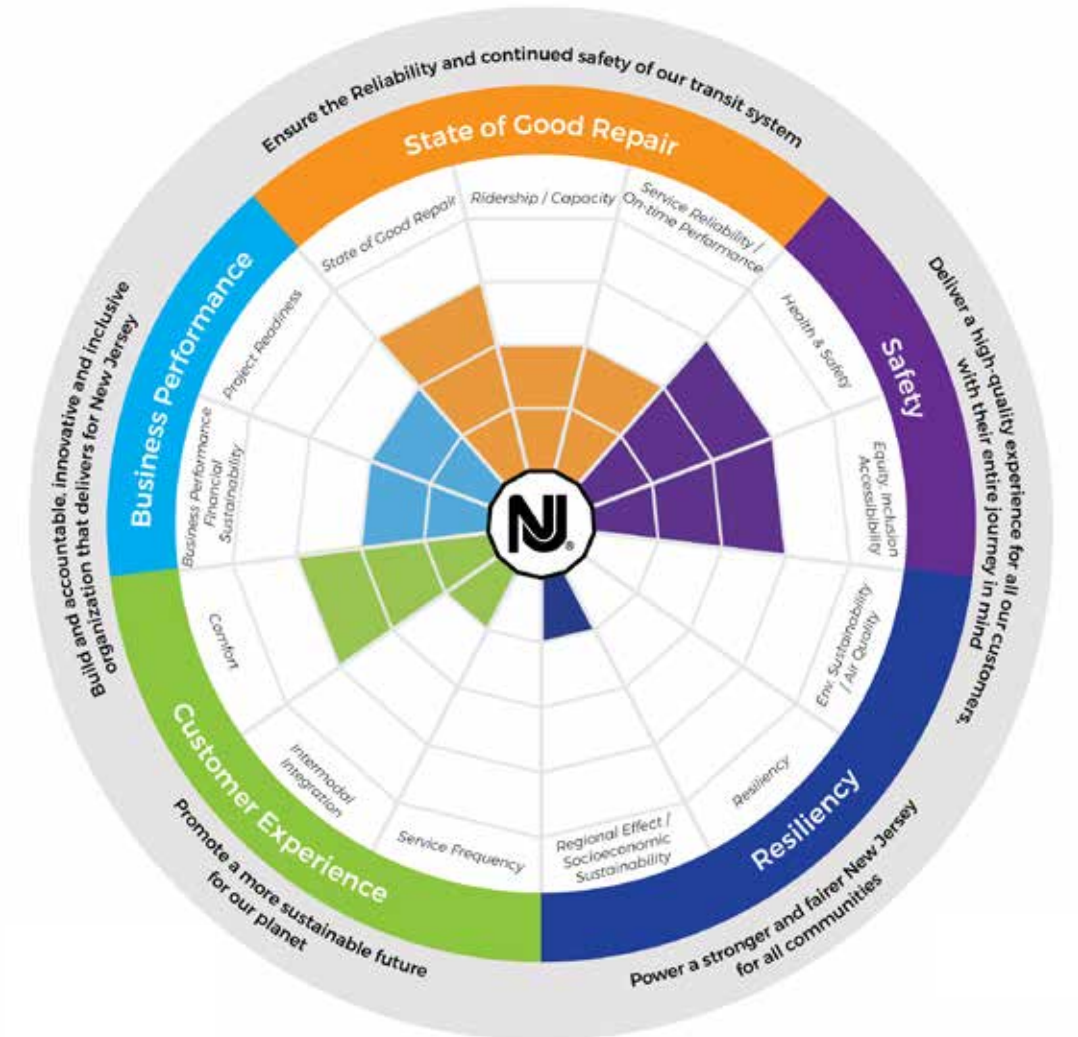 Ensure the Reliability and continued safety of our transit system
State of Good Repair
State of Good Repair
Ridership / Capacity
Service Reliability /
On-time Performance
Safety
Health & Safety
Equity, Inclusion
Accessibibility
Deliver a high-quality experience for all our customers,
with their entire journey in mind
Resiliency
Env. Sustainability
/ Air Quality
Resiliency
Regional Effect /
Socioeconomic
Sustainability
Power a stronger and fairer New Jersey
for all communities
Customer Experience
Service Frequency
Intermodal
Integration
Comfort
Promote a more sustainable future
for our planet
Business Performance
Business Performance
Financial
Sustainability
Project Readiness
Build and accountable, innovative and inclusive
organization that delivers for New Jersey
NJ®